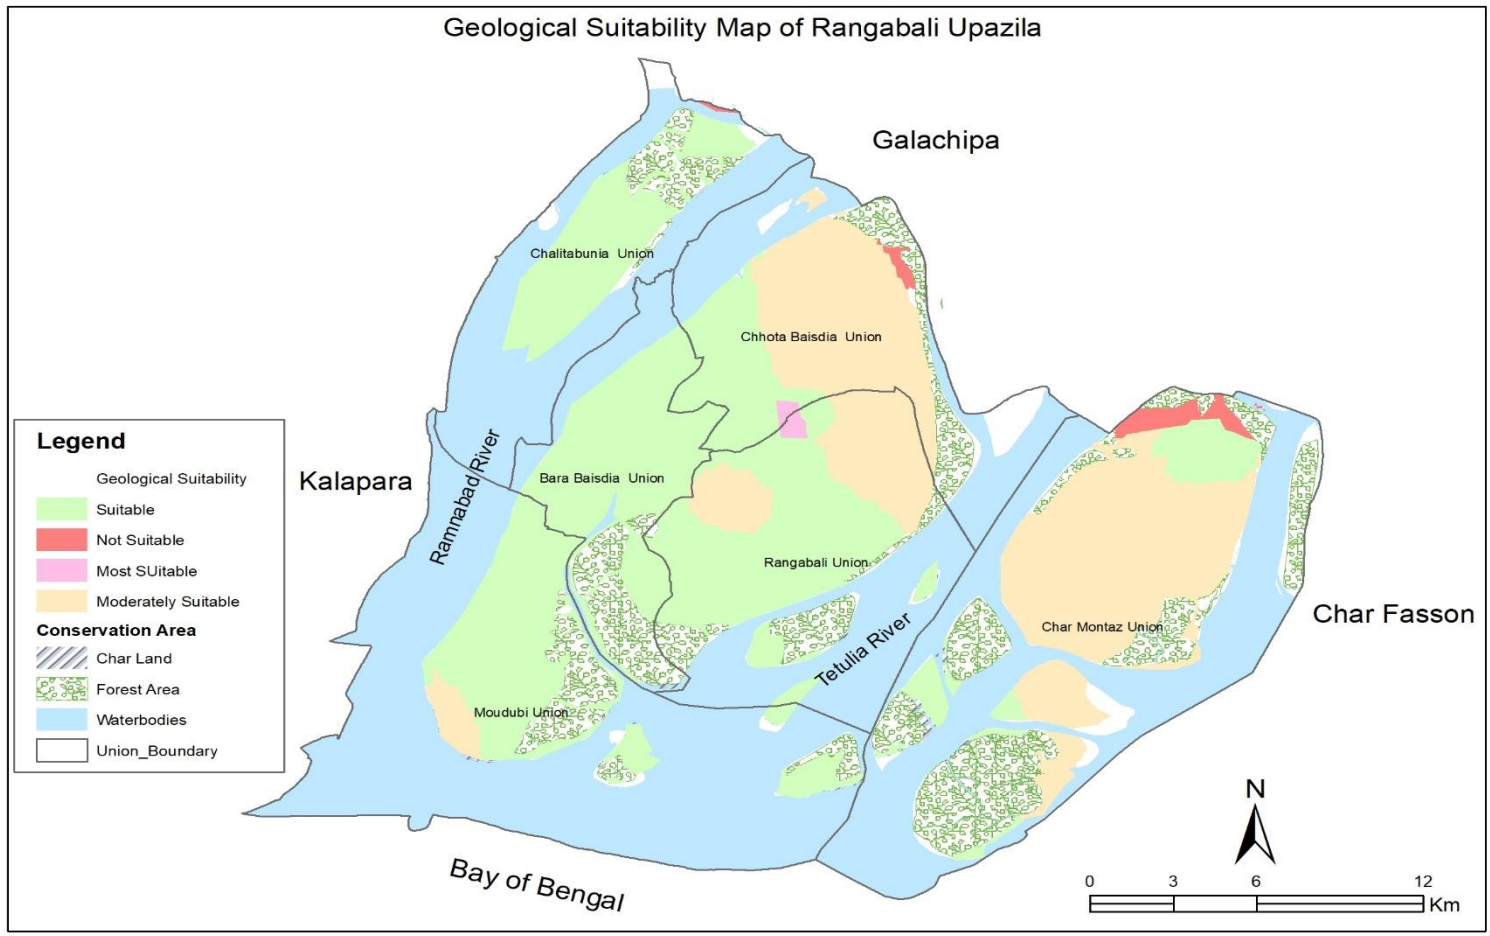 Geological Suitability Map of Rangabali Upazila
Galachipa
Chalitabunia Union
Chhota Baisdia Union
Kalapara
Ramnabad River
Bara Baisdia Union
Rangabali Union
Char Fasson
Char Montaz Union
Tetulia River
Moudubi Union
Bay of Bengal
Legend
Geological Suitability
Suitable
Not Suitable
Most SUitable
Moderately Suitable
Conservation Area
Char Land
Forest Area
Waterbodies
Union_Boundary
N
0 3 6 12
Km